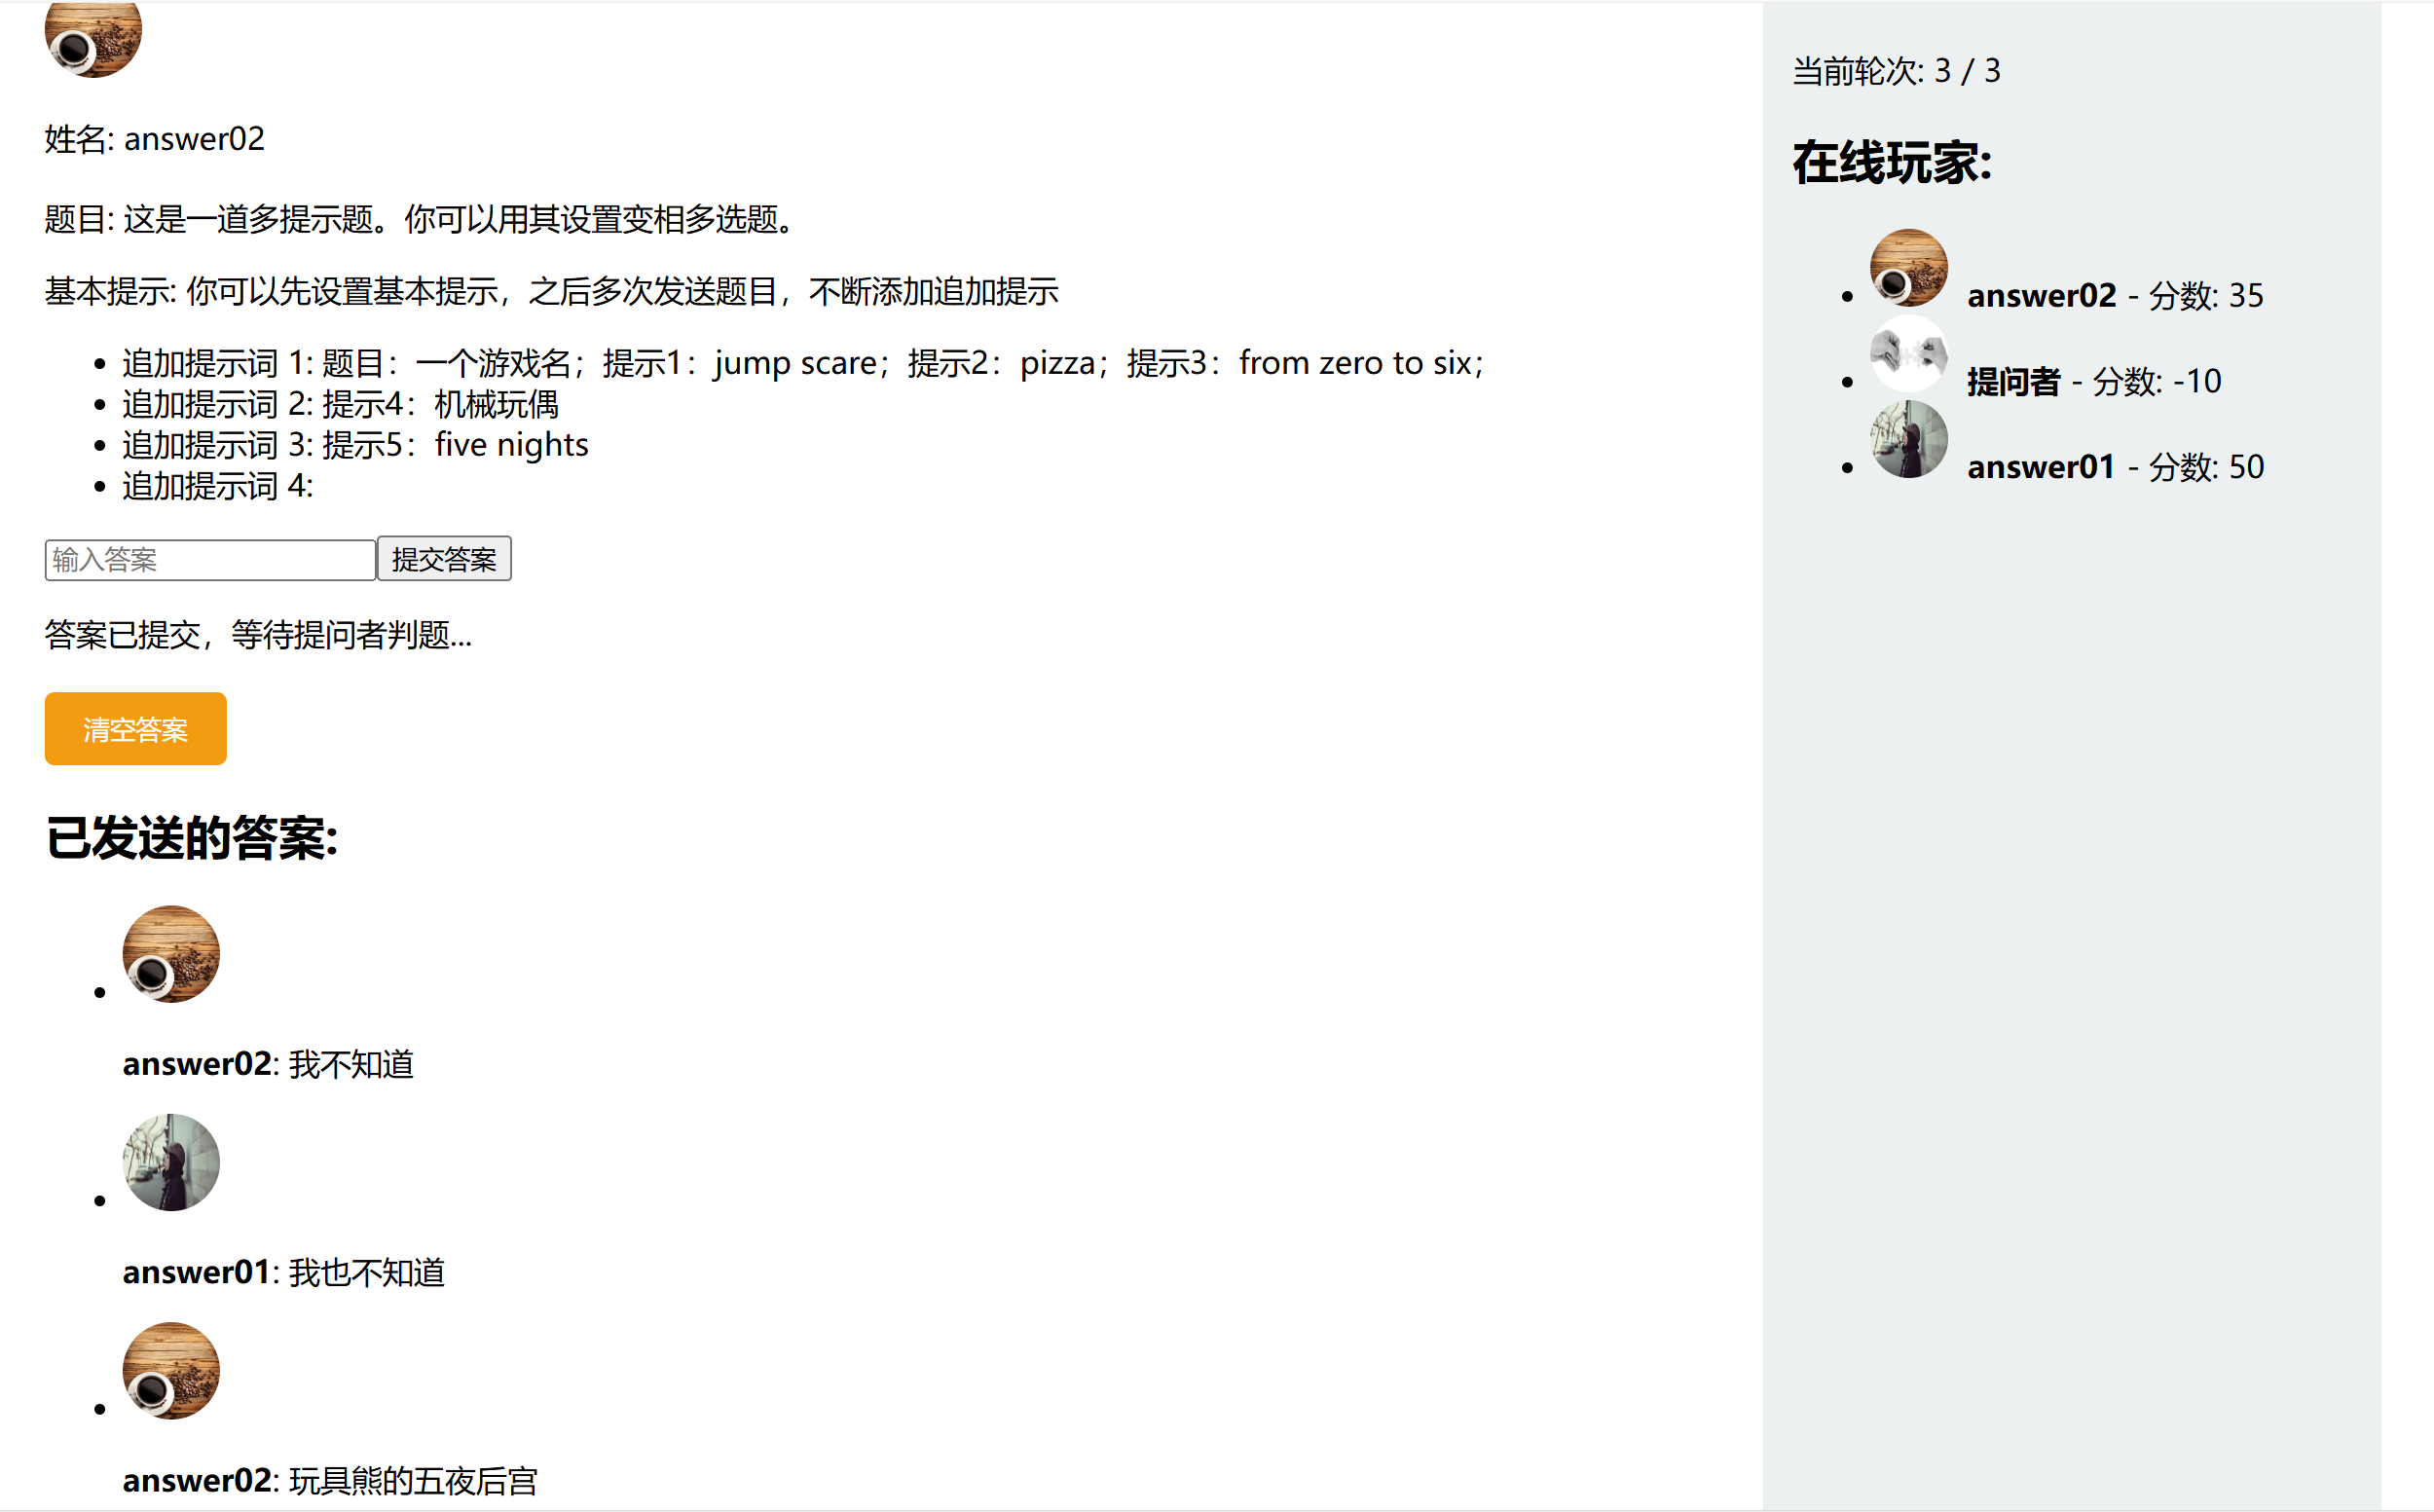 姓名: answer02
题目: 这是一道多提示题。你可以用其设置变相多选题。
基本提示: 你可以先设置基本提示，之后多次发送题目，不断添加追加提示
追加提示词 1: 题目：一个游戏名；提示1：jump scare；提示2：pizza；提示3：from zero to six；
追加提示词 2: 提示4：机械玩偶
追加提示词 3: 提示5：five nights
追加提示词 4:
输入答案
提交答案
答案已提交，等待提问者判题...
清空答案
已发送的答案:
answer02: 我不知道
answer01: 我也不知道
answer02: 玩具熊的五夜后宫
当前轮次: 3 / 3
在线玩家:
answer02 - 分数: 35
提问者 - 分数: -10
answer01 - 分数: 50